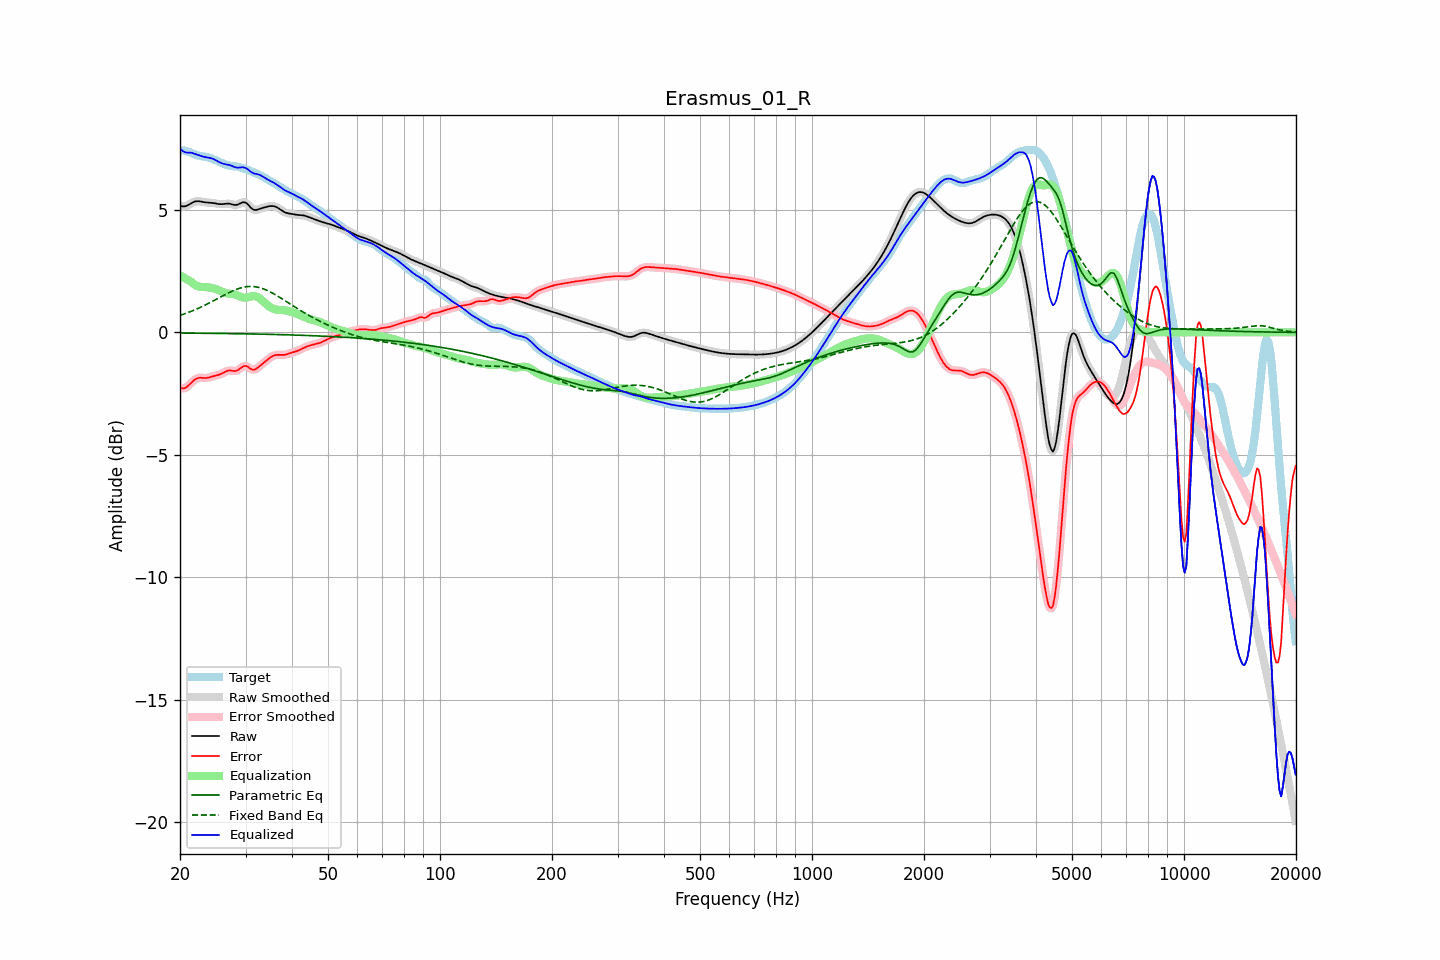 Erasmus_01_R
Amplitude (dBr)
5
0
−5
−10
−15
−20
Target
Raw Smoothed
Error Smoothed
Raw
Error
Equalization
Parametric Eq
Fixed Band Eq
Equalized
20 50 100 200 500 1000 2000 5000 10000 20000
Frequency (Hz)